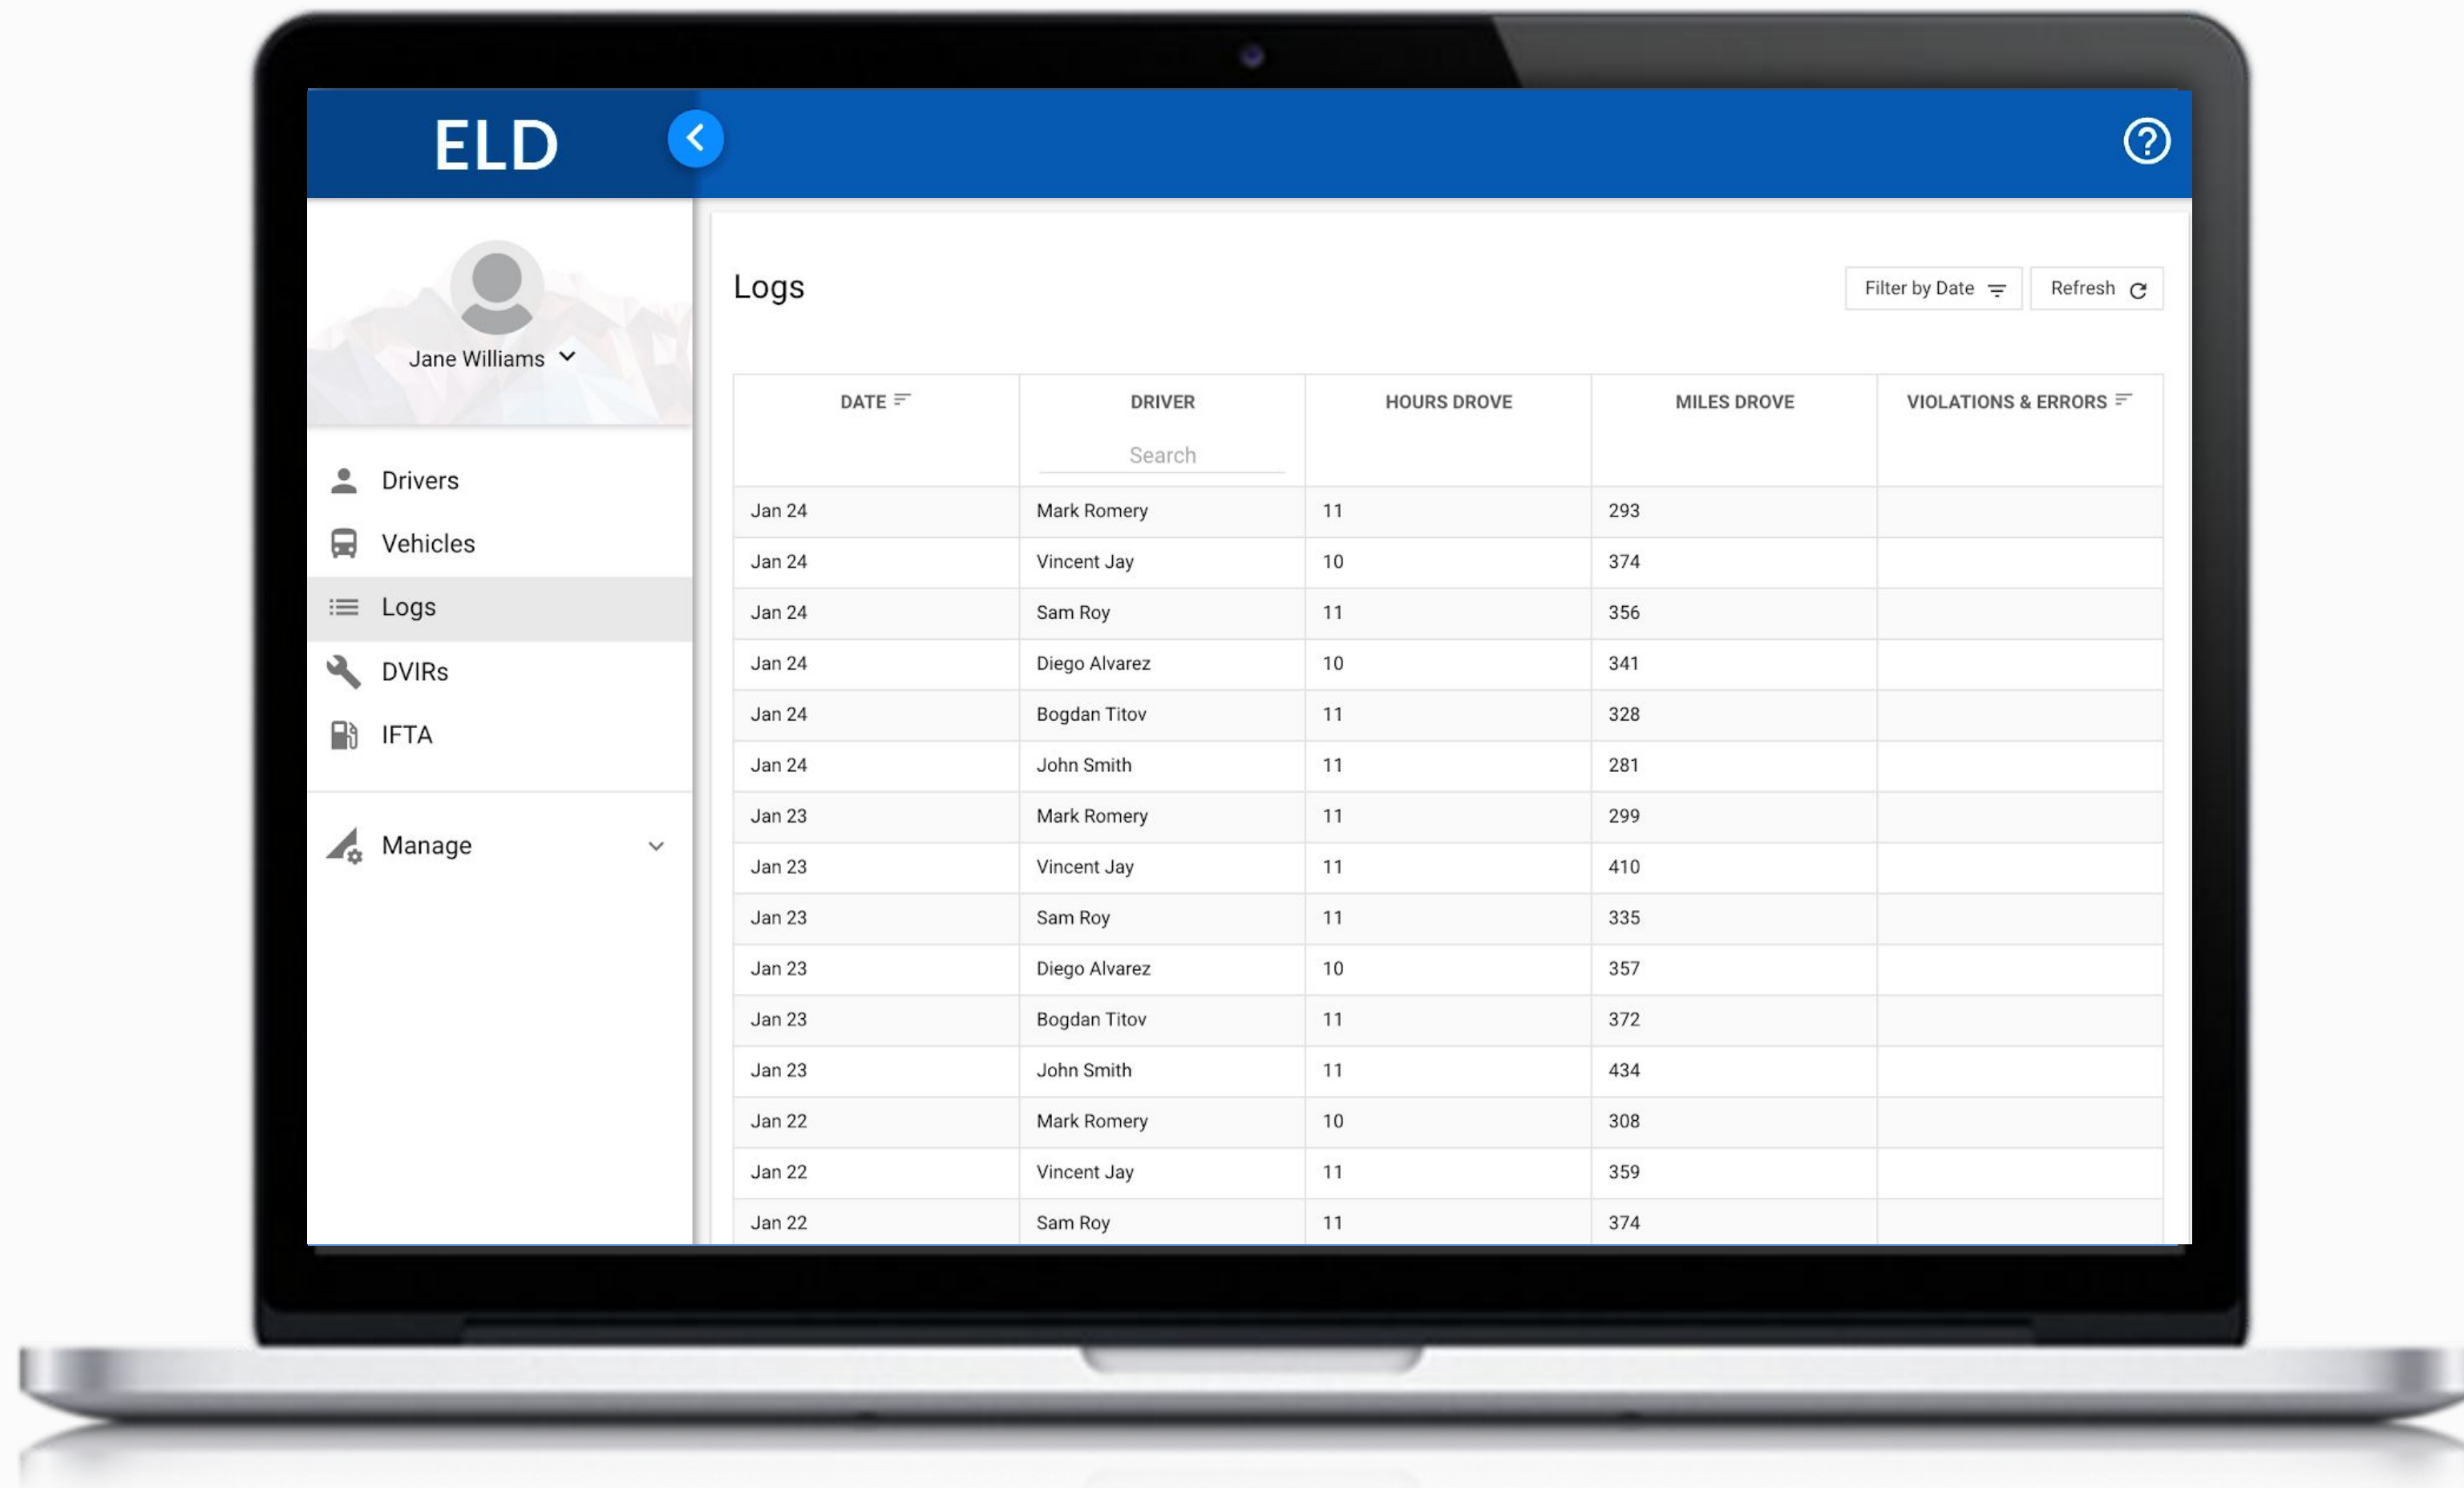 ELD
Jane Williams
Drivers
Vehicles
Logs
DVIRs
IFTA
Manage
Logs
Filter by Date
Refresh
DATE DRIVER HOURS DROVE MILES DROVE VIOLATIONS & ERRORS
Search
Jan 24 Mark Romery 11 293
Jan 24 Vincent Jay 10 374
Jan 24 Sam Roy 11 356
Jan 24 Diego Alvarez 10 341
Jan 24 Bogdan Titov 11 328
Jan 24 John Smith 11 281
Jan 23 Mark Romery 11 299
Jan 23 Vincent Jay 11 410
Jan 23 Sam Roy 11 335
Jan 23 Diego Alvarez 10 357
Jan 23 Bogdan Titov 11 372
Jan 23 John Smith 11 434
Jan 22 Mark Romery 10 308
Jan 22 Vincent Jay 11 359
Jan 22 Sam Roy 11 374